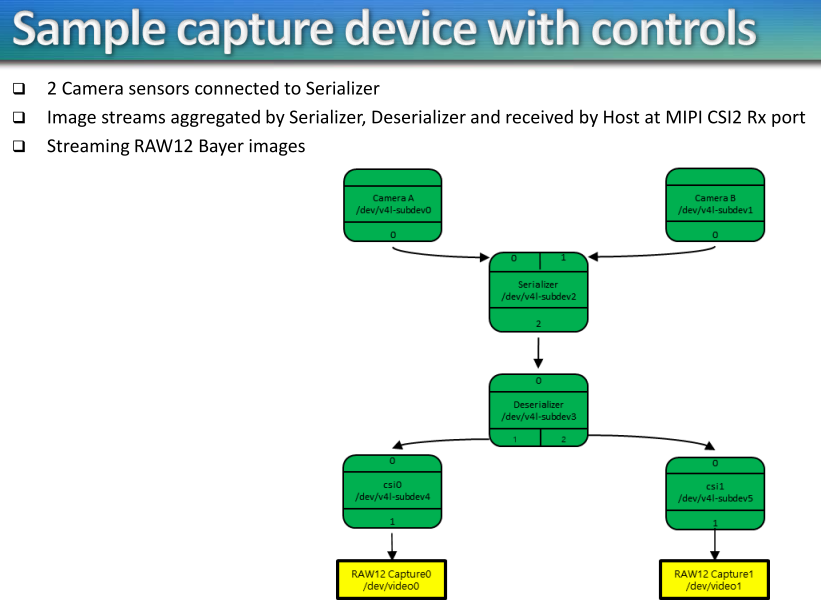 Sample capture device with controls
2 Camera sensors connected to Serializer
Image streams aggregated by Serializer, Deserializer and received by Host at MIPI CSI2 Rx port
Streaming RAW12 Bayer images
Camera A
/dev/v4l-subdev0
0
Camera B
/dev/v4l-subdev1
0
0 1
Serializer
/dev/v4l-subdev2
2
0
Deserializer
/dev/v4l-subdev3
1 2
0
csi0
/dev/v4l-subdev4
1
0
csi1
/dev/v4l-subdev5
1
RAW12 Capture0
/dev/video0
RAW12 Capture1
/dev/video1